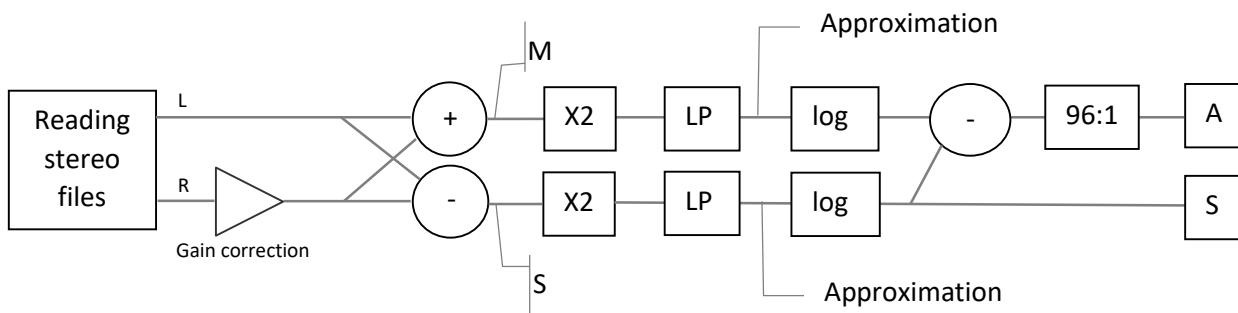 Approximation
M
L
Reading
stereo
files
+
X2
LP
log
-
96:1
A
R
Gain correction
-
X2
LP
log
S
S
Approximation